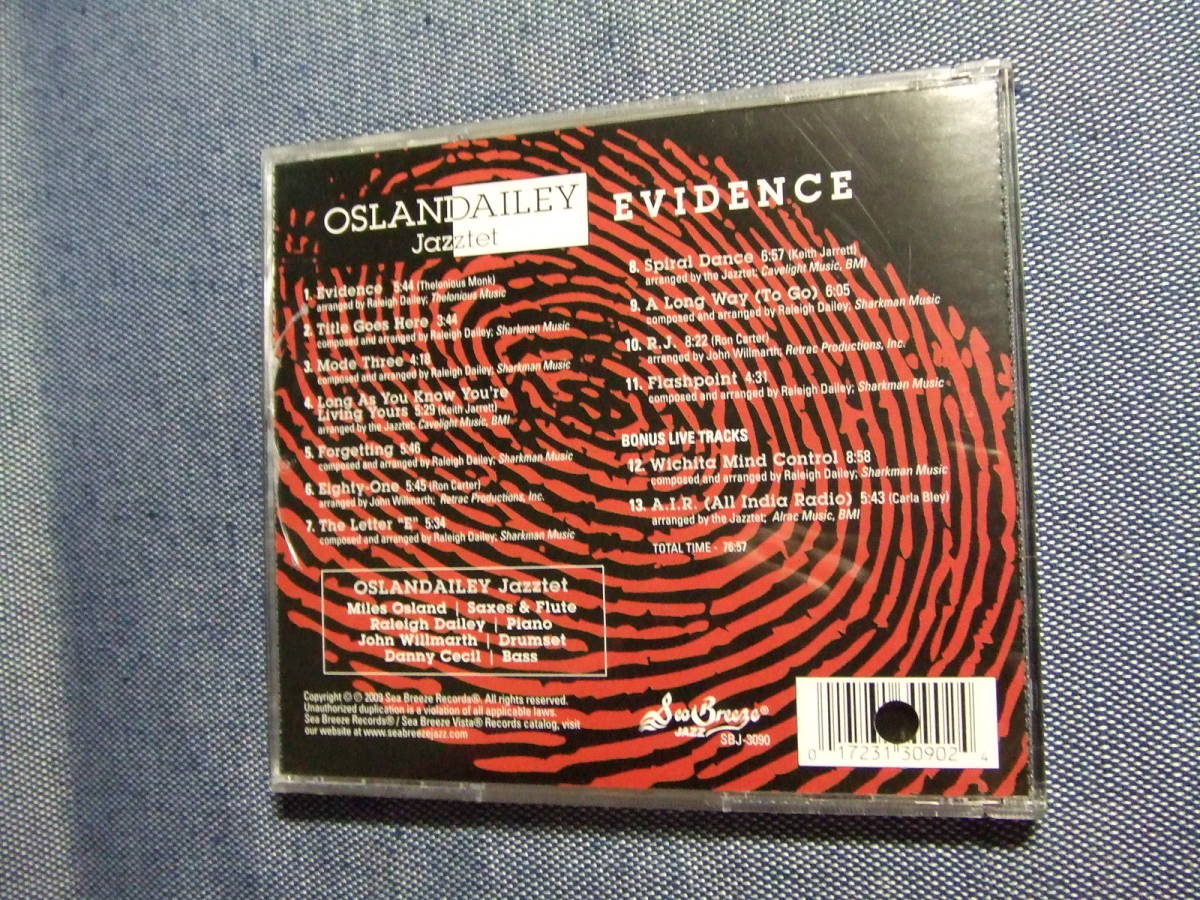 OSLANDAILEY
Jazztet
EVIDENCE
1. Evidence 5:44 (Thelonious Monk)
arranged by Raleigh Dailey; Thelonious Music
2. Title Goes Here 3:44
composed and arranged by Raleigh Dailey; Sharkman Music
3. Mode Three 4:18
composed and arranged by Raleigh Dailey; Sharkman Music
4. Long As You Know You're
Living Yours 5:29 (Keith Jarrett)
arranged by the Jazztet; Cavelight Music, BMI
5. Forgetting 5:46
composed and arranged by Raleigh Dailey; Sharkman Music
6. Eighty-One 5:45 (Ron Carter)
arranged by John Willmarth; Retrac Productions, Inc.
7. The Letter "E" 5:34
composed and arranged by Raleigh Dailey; Sharkman Music
8. Spiral Dance 6:57 (Keith Jarrett)
arranged by the Jazztet; Cavelight Music, BMI
9. A Long Way (To Go) 6:05
composed and arranged by Raleigh Dailey; Sharkman Music
10. R.J. 8:22 (Ron Carter)
arranged by John Willmarth; Retrac Productions, Inc.
11. Flashpoint 4:31
composed and arranged by Raleigh Dailey; Sharkman Music
BONUS LIVE TRACKS
12. Wichita Mind Control 8:58
composed and arranged by Raleigh Dailey; Sharkman Music
13. A.I.R. (All India Radio) 5:43 (Carla Bley)
arranged by the Jazztet; Alrac Music, BMI
TOTAL TIME - 76:57
OSLANDAILEY Jazztet
Miles Osland | Saxes & Flute
Raleigh Dailey | Piano
John Willmarth | Drumset
Danny Cecil | Bass
Copyright © ℗ 2009 Sea Breeze Records®. All rights reserved.
Unauthorized duplication is a violation of all applicable laws.
Sea Breeze Records® / Sea Breeze Vista® Records catalog, visit
our website at www.seabreezejazz.com
Sea Breeze®
JAZZ
SBJ-3090
0 17231 30902 4